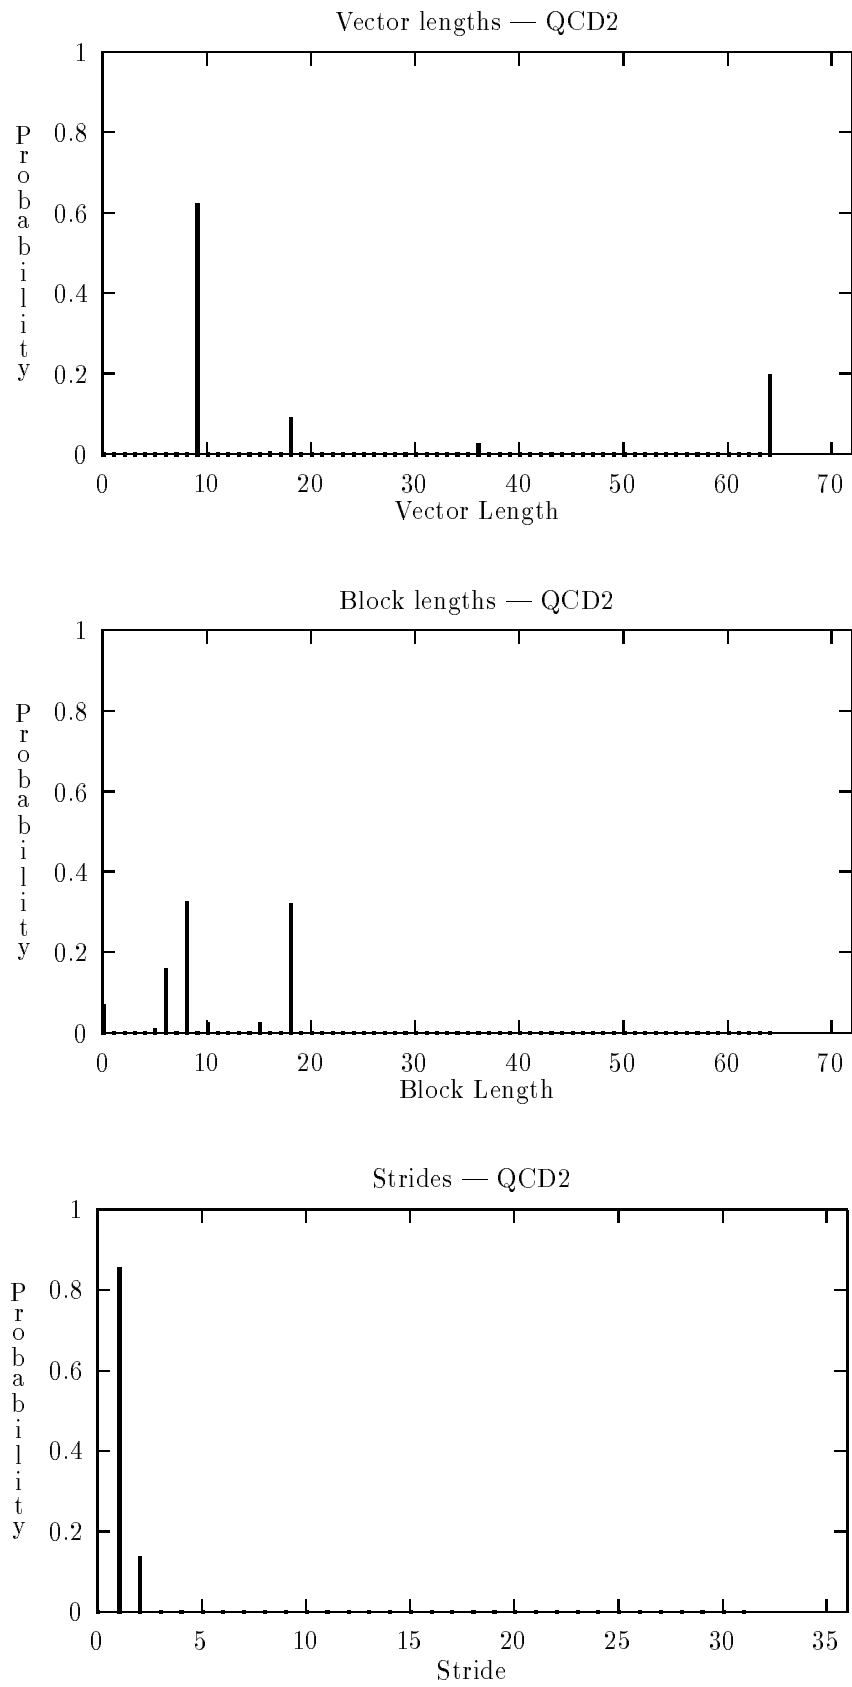 Vector lengths — QCD2
1
0.8
0.6
0.4
0.2
0
Probability
0 10 20 30 40 50 60 70
Vector Length
Block lengths — QCD2
1
0.8
0.6
0.4
0.2
0
Probability
0 10 20 30 40 50 60 70
Block Length
Strides — QCD2
1
0.8
0.6
0.4
0.2
0
Probability
0 5 10 15 20 25 30 35
Stride